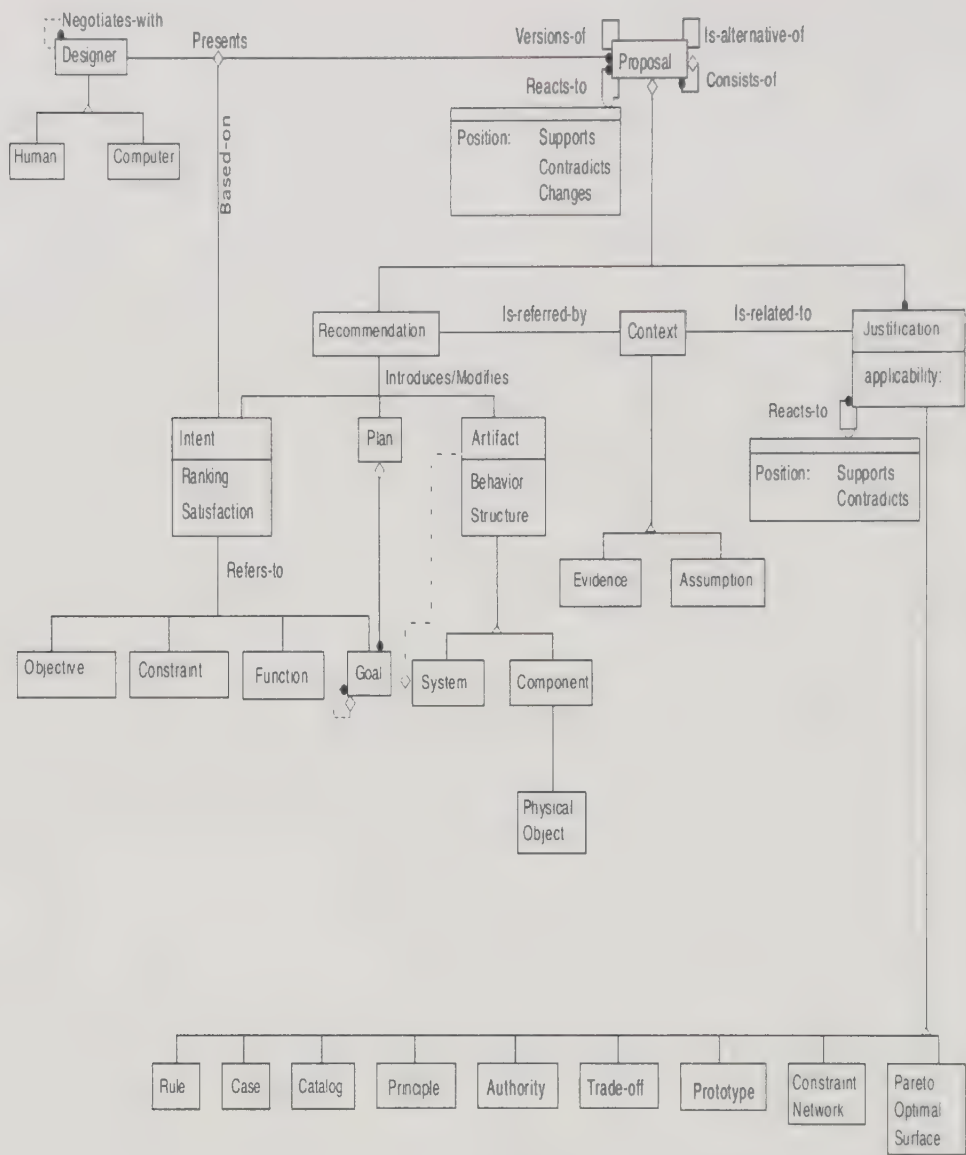 Negotiates-with
Designer
Presents
Versions-of
Is-alternative-of
Proposal
Reacts-to
Consists-of
Human
Computer
Based-on
Position: Supports
Contradicts
Changes
Recommendation
Is-referred-by
Context
Is-related-to
Justification
applicability:
Introduces/Modifies
Reacts-to
Intent
Ranking
Satisfaction
Plan
Artifact
Behavior
Structure
Position: Supports
Contradicts
Refers-to
Evidence
Assumption
Objective
Constraint
Function
Goal
System
Component
Physical
Object
Rule
Case
Catalog
Principle
Authority
Trade-off
Prototype
Constraint
Network
Pareto
Optimal
Surface